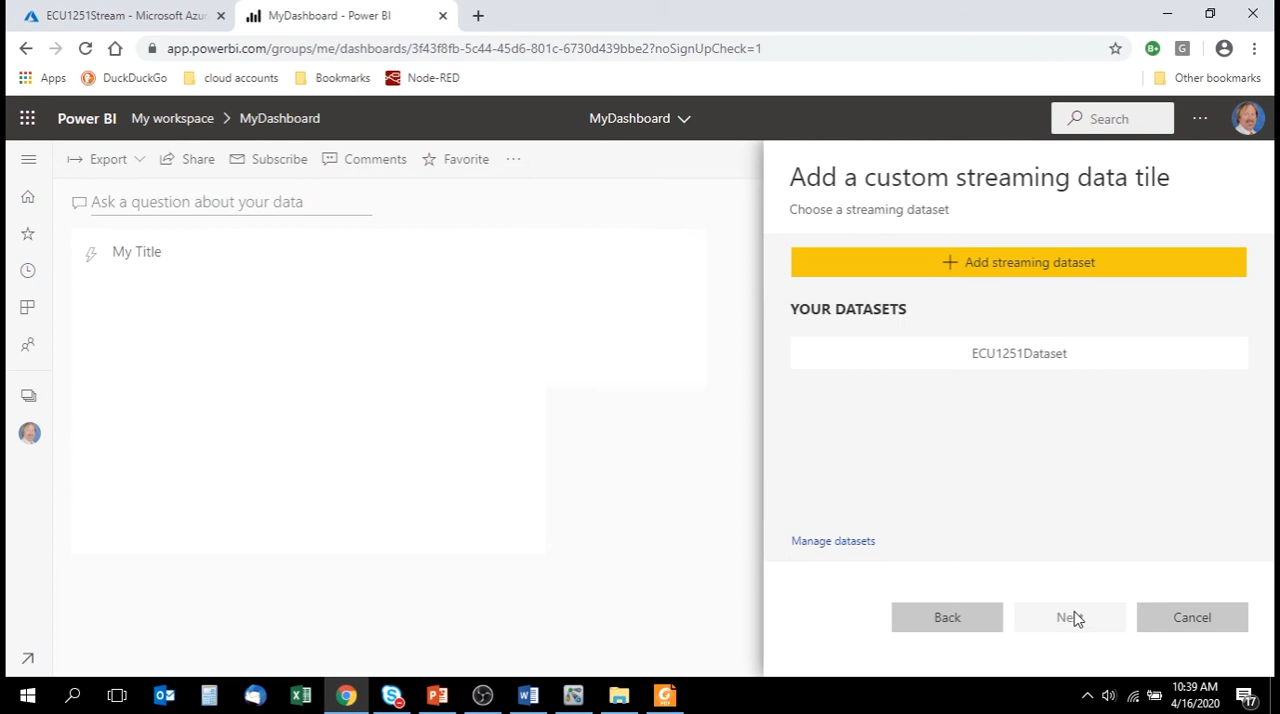 ECU1251Stream - Microsoft Azur
MyDashboard - Power BI
app.powerbi.com/groups/me/dashboards/3f43f8fb-5c44-45d6-801c-6730d439bbe2?noSignUpCheck=1
Apps DuckDuckGo cloud accounts Bookmarks Node-RED Other bookmarks
Power BI My workspace > MyDashboard MyDashboard Search
Export Share Subscribe Comments Favorite
Ask a question about your data
My Title
Add a custom streaming data tile
Choose a streaming dataset
+ Add streaming dataset
YOUR DATASETS
ECU1251Dataset
Manage datasets
Back Next Cancel
10:39 AM
4/16/2020
17